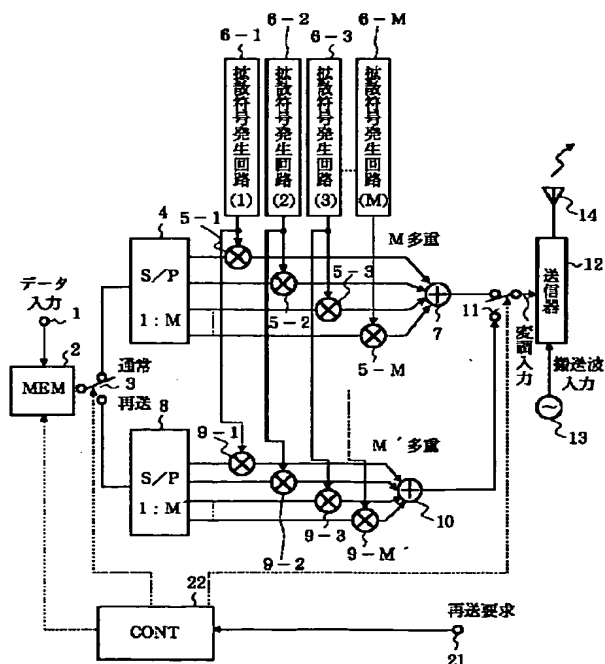 6-1
6-2
6-3
6-M
拡散符号発生回路(1)
拡散符号発生回路(2)
拡散符号発生回路(3)
拡散符号発生回路(M)
14
4
5-1
M多重
12
データ入力
1
S/P
1:M
5-2
5-3
5-M
7
11
送信器
変調入力
2
MEM
通常
3
再送
搬送波入力
13
8
9-1
M'多重
S/P
1:M
9-2
9-3
9-M'
10
22
CONT
再送要求
21